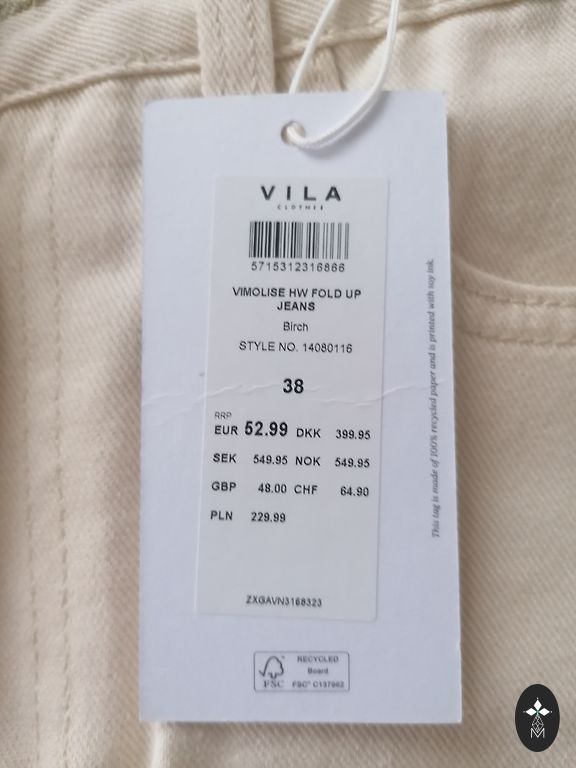 VILA
CLOTHES
5715312316866
VIMOLISE HW FOLD UP
JEANS
Birch
STYLE NO. 14080116
38
RRP
EUR 52.99 DKK 399.95
SEK 549.95 NOK 549.95
GBP 48.00 CHF 64.90
PLN 229.99
ZXGAVN3168323
This tag is made of 100% recycled paper and is printed with soy ink.
FSC
RECYCLED
Board
FSC® C137982
M